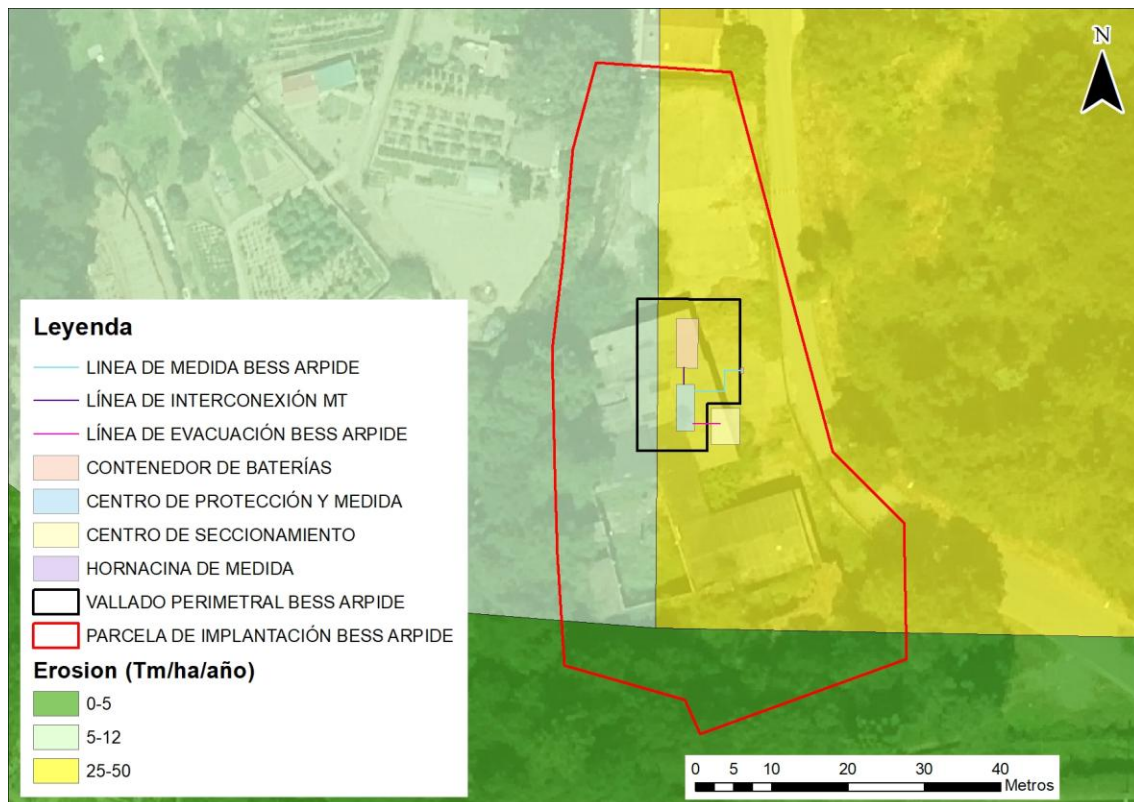 N
Leyenda
LINEA DE MEDIDA BESS ARPIDE
LÍNEA DE INTERCONEXIÓN MT
LÍNEA DE EVACUACIÓN BESS ARPIDE
CONTENEDOR DE BATERÍAS
CENTRO DE PROTECCIÓN Y MEDIDA
CENTRO DE SECCIONAMIENTO
HORNACINA DE MEDIDA
VALLADO PERIMETRAL BESS ARPIDE
PARCELA DE IMPLANTACIÓN BESS ARPIDE
Erosion (Tm/ha/año)
0-5
5-12
25-50
0 5 10 20 30 40
Metros